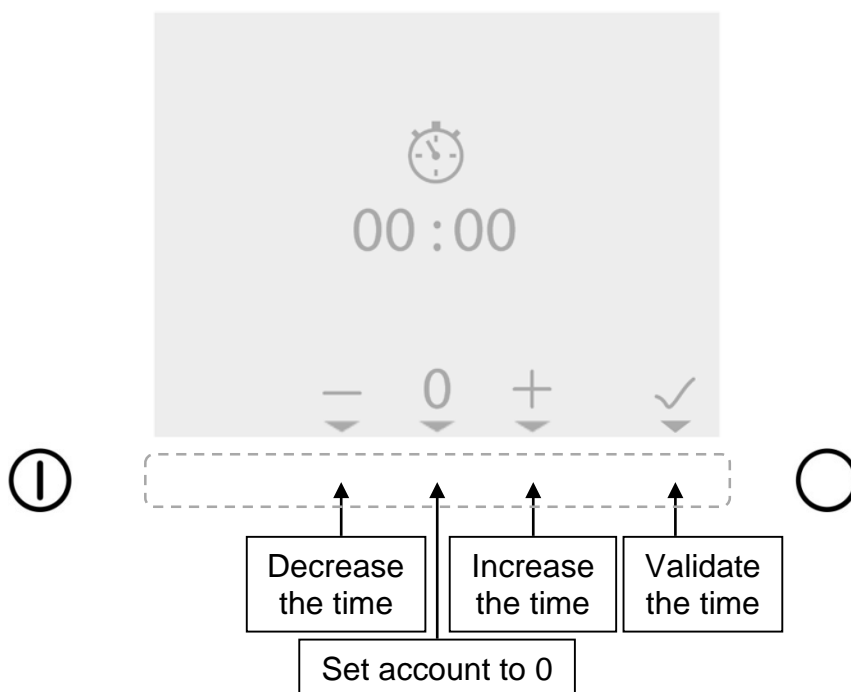 00 : 00
— 0 + ✓
Decrease
the time
Increase
the time
Validate
the time
Set account to 0